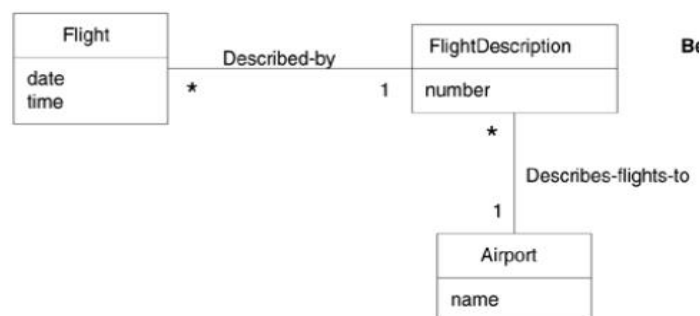 Flight
date
time
Described-by
*
1
FlightDescription
number
*
Describes-flights-to
1
Airport
name